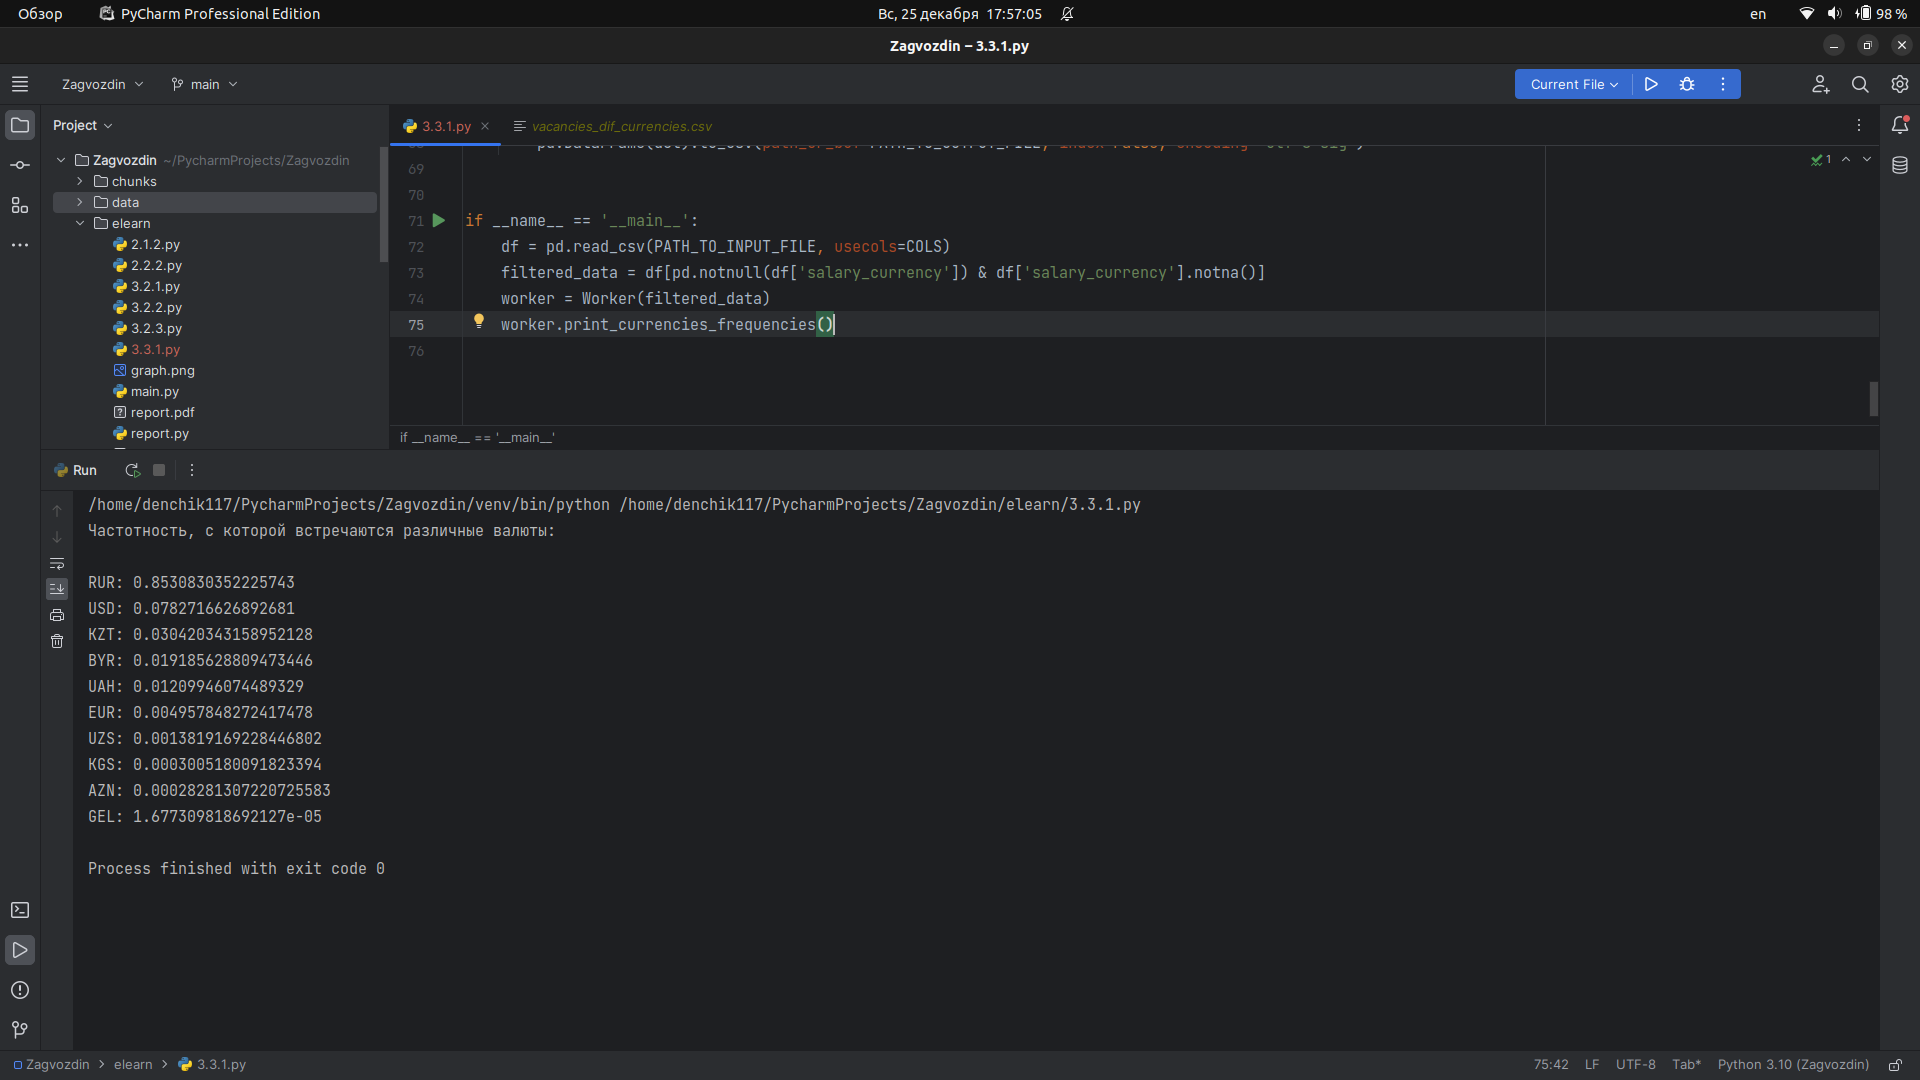 Обзор PyCharm Professional Edition Вс, 25 декабря 17:57:05 en 98 %
Zagvozdin – 3.3.1.py
Zagvozdin main Current File
Project 3.3.1.py vacancies_dif_currencies.csv
Zagvozdin ~/PycharmProjects/Zagvozdin
chunks
data
elearn
2.1.2.py
2.2.2.py
3.2.1.py
3.2.2.py
3.2.3.py
3.3.1.py
graph.png
main.py
report.pdf
report.py
1
69
70
71 if __name__ == '__main__':
72 df = pd.read_csv(PATH_TO_INPUT_FILE, usecols=COLS)
73 filtered_data = df[pd.notnull(df['salary_currency']) & df['salary_currency'].notna()]
74 worker = Worker(filtered_data)
75 worker.print_currencies_frequencies()
76
if __name__ == '__main__'
Run
/home/denchik117/PycharmProjects/Zagvozdin/venv/bin/python /home/denchik117/PycharmProjects/Zagvozdin/elearn/3.3.1.py
Частотность, с которой встречаются различные валюты:
RUR: 0.8530830352225743
USD: 0.0782716626892681
KZT: 0.030420343158952128
BYR: 0.019185628809473446
UAH: 0.01209946074489329
EUR: 0.004957848272417478
UZS: 0.0013819169228446802
KGS: 0.0003005180091823394
AZN: 0.00028281307220725583
GEL: 1.677309818692127e-05
Process finished with exit code 0
Zagvozdin elearn 3.3.1.py 75:42 LF UTF-8 Tab* Python 3.10 (Zagvozdin)